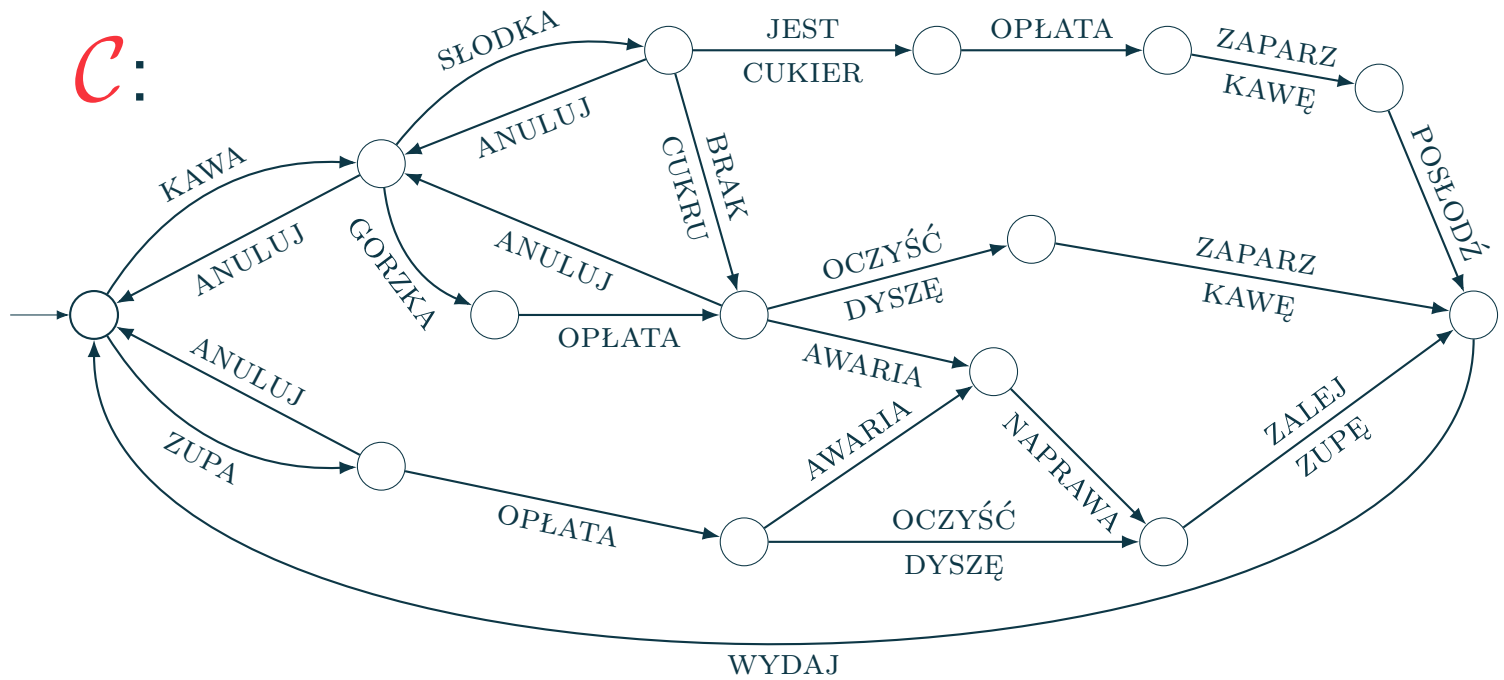 C:
SŁODKA
JEST
CUKIER
OPŁATA
ZAPARZ
KAWĘ
ANULUJ
BRAK
CUKRU
POSŁODŹ
KAWA
ANULUJ
GORZKA
ANULUJ
OCZYŚĆ
DYSZĘ
ZAPARZ
KAWĘ
OPŁATA
AWARIA
ANULUJ
ZUPA
AWARIA
NAPRAWA
ZALEJ
ZUPĘ
OPŁATA
OCZYŚĆ
DYSZĘ
WYDAJ